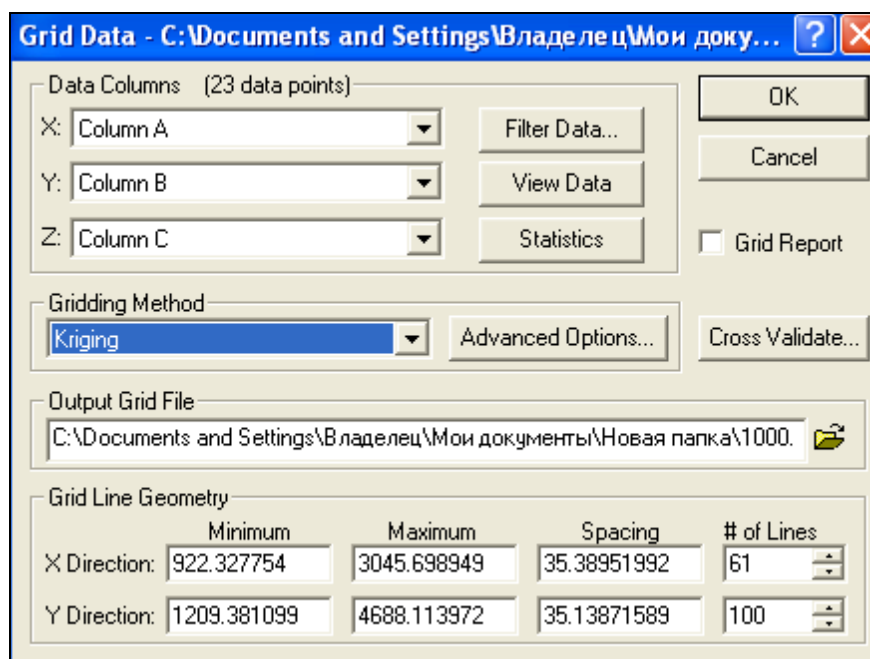 Grid Data - C:\Documents and Settings\Владелец\Мои доку...
Data Columns (23 data points)
X: Column A
Filter Data...
OK
Y: Column B
View Data
Cancel
Z: Column C
Statistics
Grid Report
Gridding Method
Kriging
Advanced Options...
Cross Validate...
Output Grid File
C:\Documents and Settings\Владелец\Мои документы\Новая папка\1000.
Grid Line Geometry
Minimum Maximum Spacing # of Lines
X Direction: 922.327754 3045.698949 35.38951992 61
Y Direction: 1209.381099 4688.113972 35.13871589 100